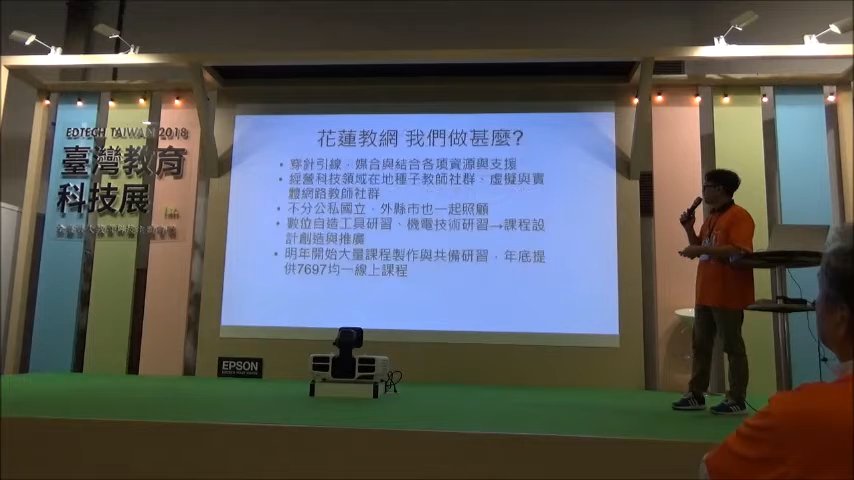 EDTECH TAIWAN 2018
臺灣教育
科技展
花蓮教網 我們做甚麼?
• 穿針引線，媒合與結合各項資源與支援
• 經營科技領域在地種子教師社群、虛擬與實
體網路教師社群
• 不分公私國立，外縣市也一起照顧
• 數位自造工具研習、機電技術研習→課程設
計創造與推廣
• 明年開始大量課程製作與共備研習，年底提
供7697均一線上課程
EPSON